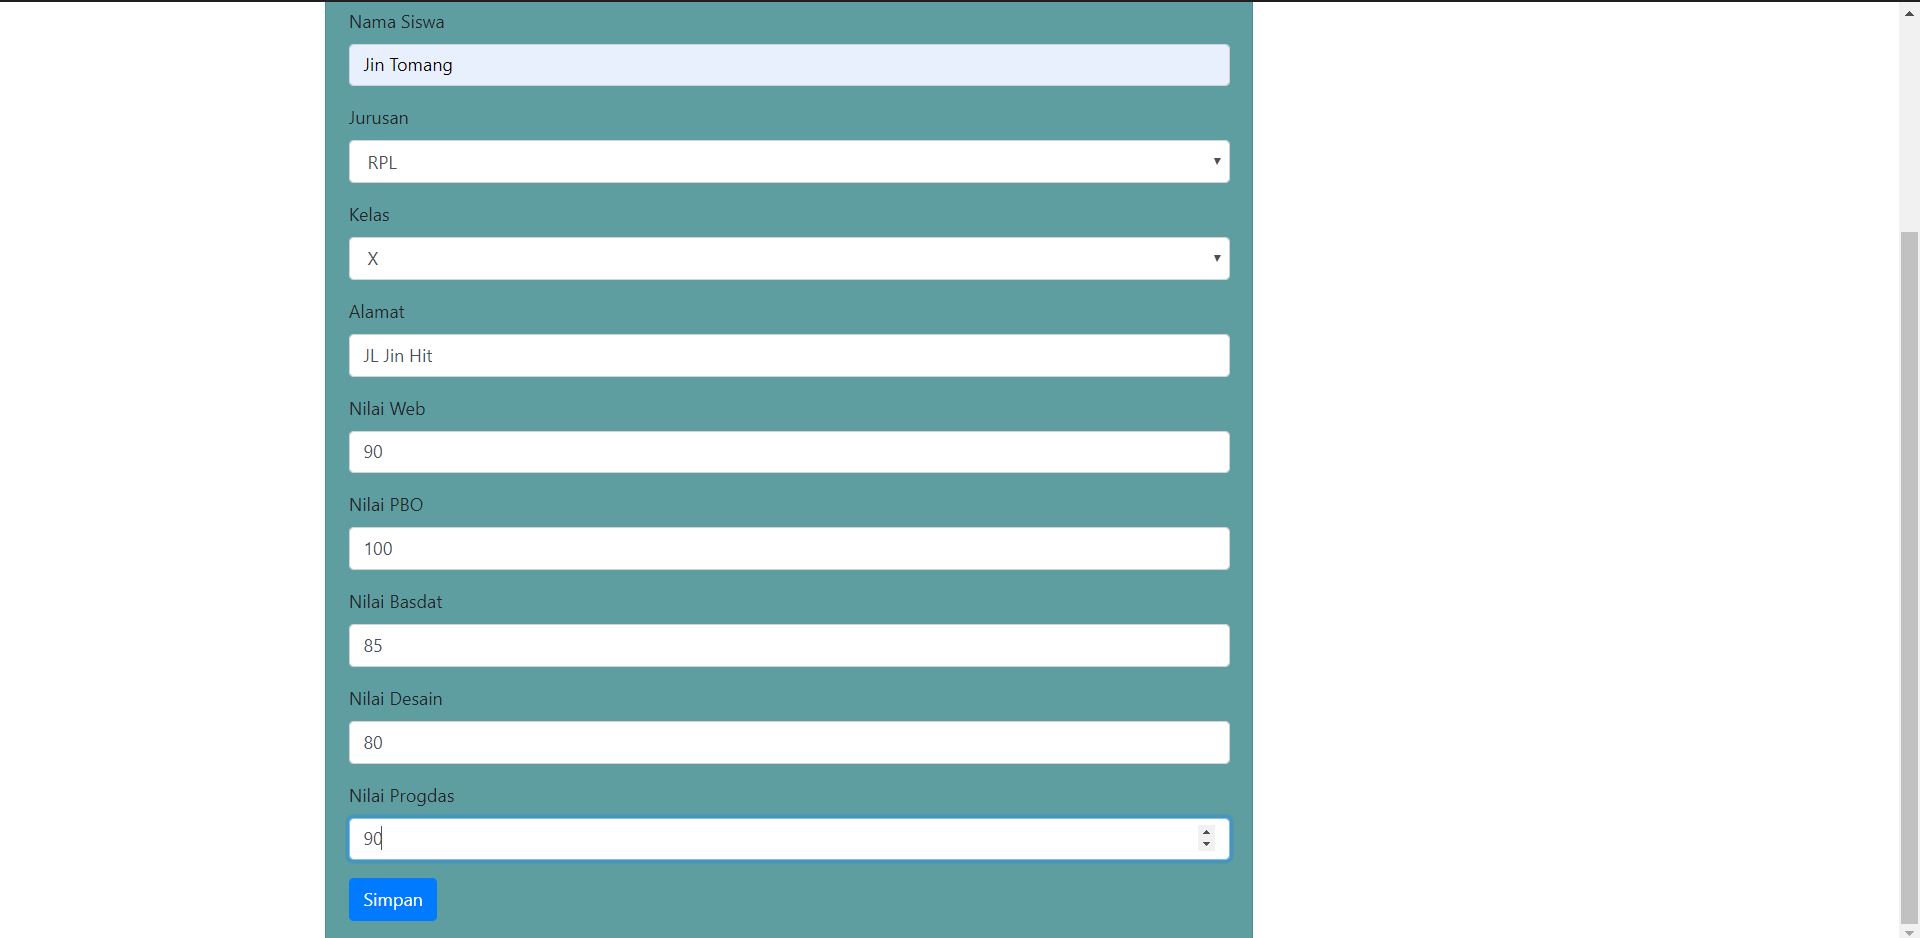 Nama Siswa
Jin Tomang
Jurusan
RPL
Kelas
X
Alamat
JL Jin Hit
Nilai Web
90
Nilai PBO
100
Nilai Basdat
85
Nilai Desain
80
Nilai Progdas
90
Simpan